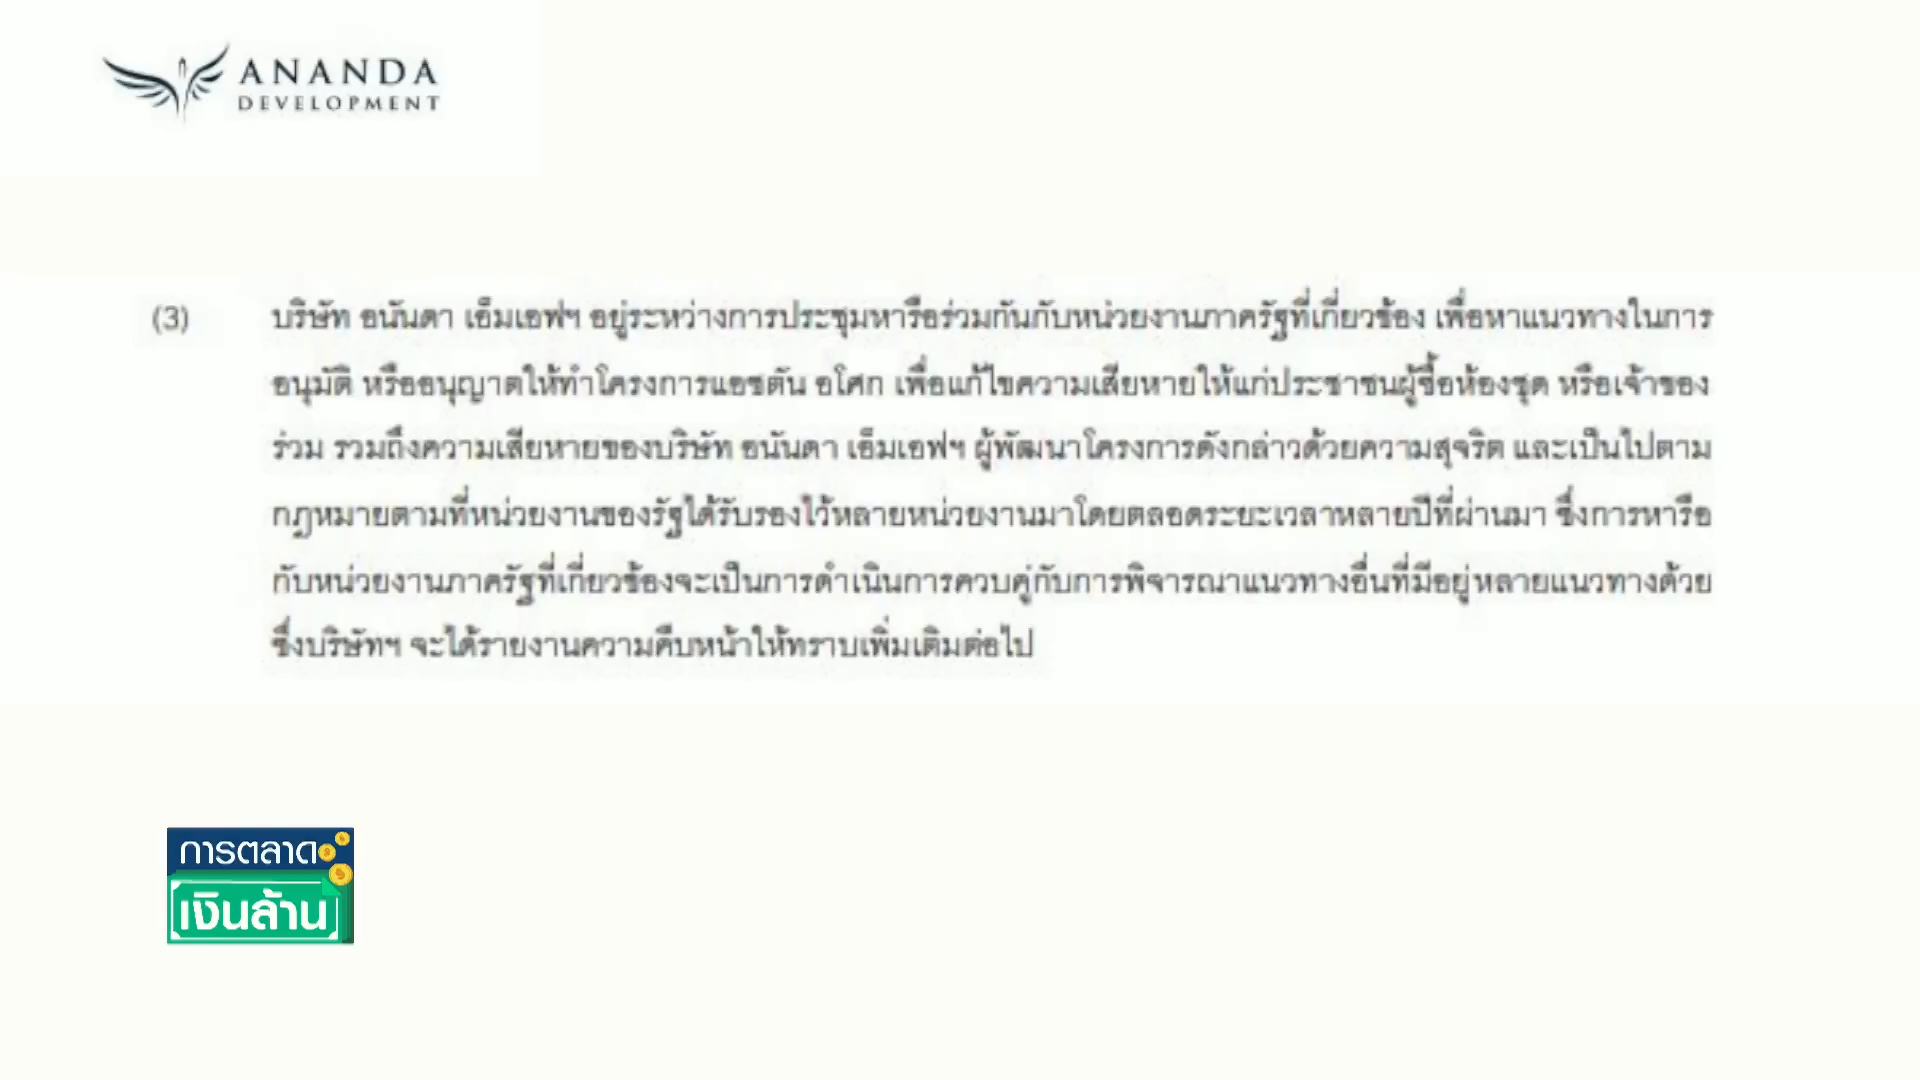 ANANDA
DEVELOPMENT
(3) บริษัท อนันดา เอ็มเอฟฯ อยู่ระหว่างการประชุมหารือร่วมกันกับหน่วยงานภาครัฐที่เกี่ยวข้อง เพื่อหาแนวทางในการ
อนุมัติ หรืออนุญาตให้ทำโครงการแอชตัน อโศก เพื่อแก้ไขความเสียหายให้แก่ประชาชนผู้ซื้อห้องชุด หรือเจ้าของ
ร่วม รวมถึงความเสียหายของบริษัท อนันดา เอ็มเอฟฯ ผู้พัฒนาโครงการดังกล่าวด้วยความสุจริต และเป็นไปตาม
กฎหมายตามที่หน่วยงานของรัฐได้รับรองไว้หลายหน่วยงานมาโดยตลอดระยะเวลาหลายปีที่ผ่านมา ซึ่งการหารือ
กับหน่วยงานภาครัฐที่เกี่ยวข้องจะเป็นการดำเนินการควบคู่กับการพิจารณาแนวทางอื่นที่มีอยู่หลายแนวทางด้วย
ซึ่งบริษัทฯ จะได้รายงานความคืบหน้าให้ทราบเพิ่มเติมต่อไป
การตลาด
เงินล้าน